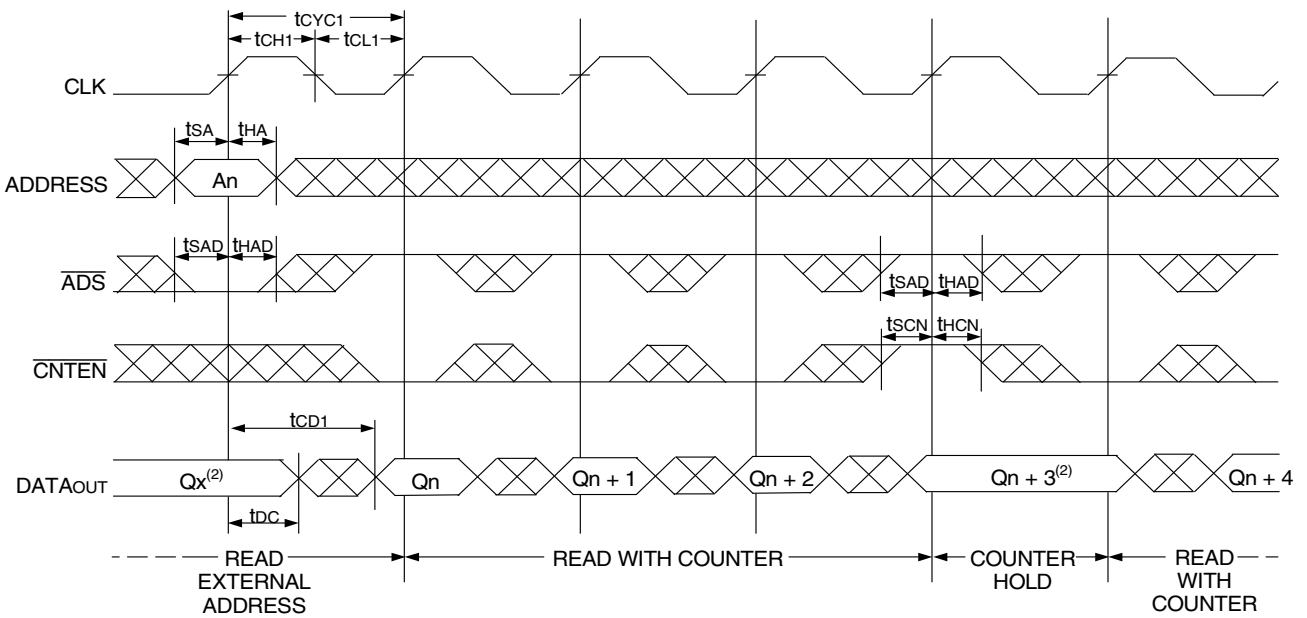 tCYC1
tCH1 tCL1
CLK
tSA tHA
ADDRESS An
tSAD tHAD
ADS
tSAD tHAD
tSCN tHCN
CNTEN
tCD1
DATAOUT Qx(2) Qn Qn + 1 Qn + 2 Qn + 3(2) Qn + 4
tDC
READ EXTERNAL ADDRESS
READ WITH COUNTER
COUNTER HOLD
READ WITH COUNTER